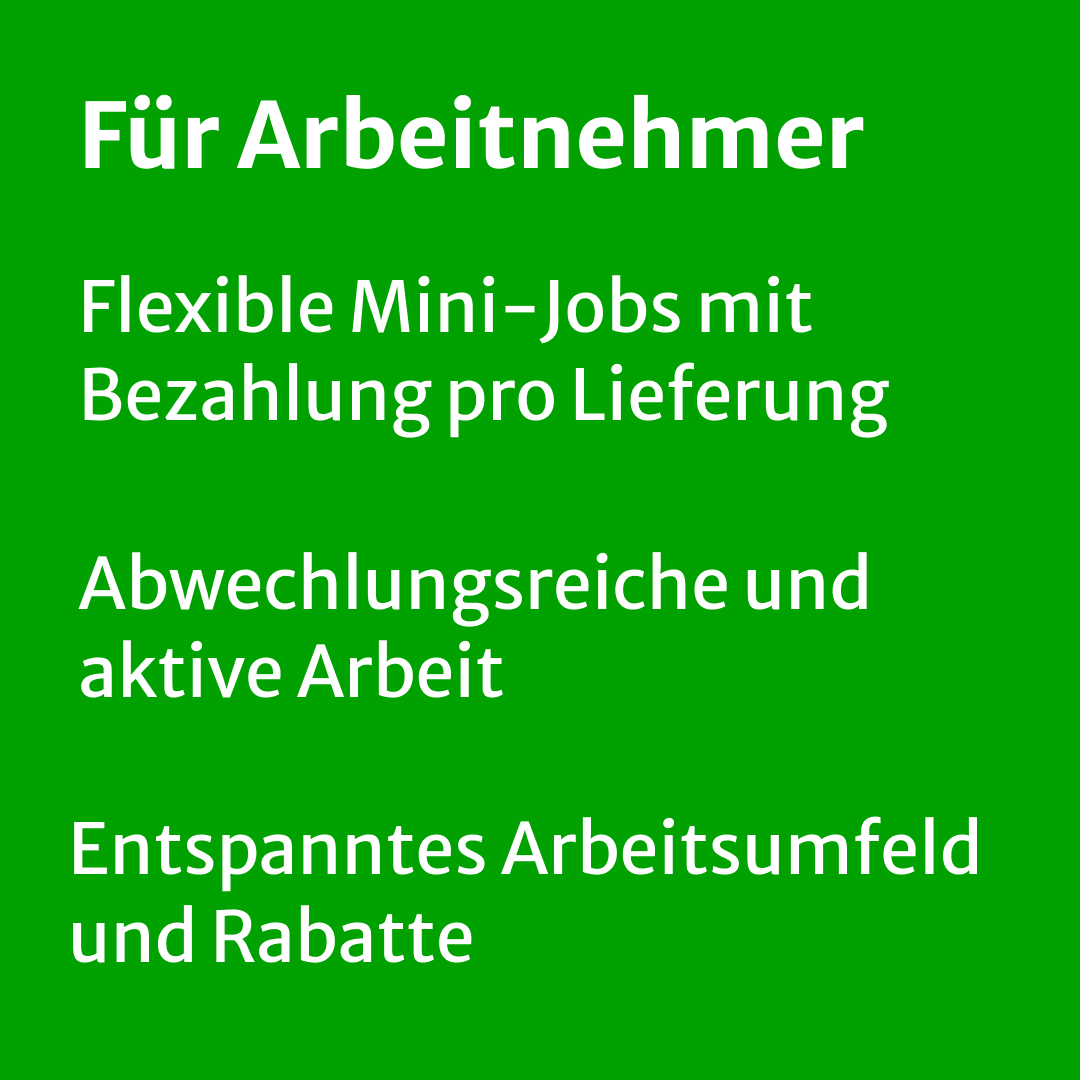 Für Arbeitnehmer
Flexible Mini-Jobs mit
Bezahlung pro Lieferung
Abwechlungsreiche und
aktive Arbeit
Entspanntes Arbeitsumfeld
und Rabatte